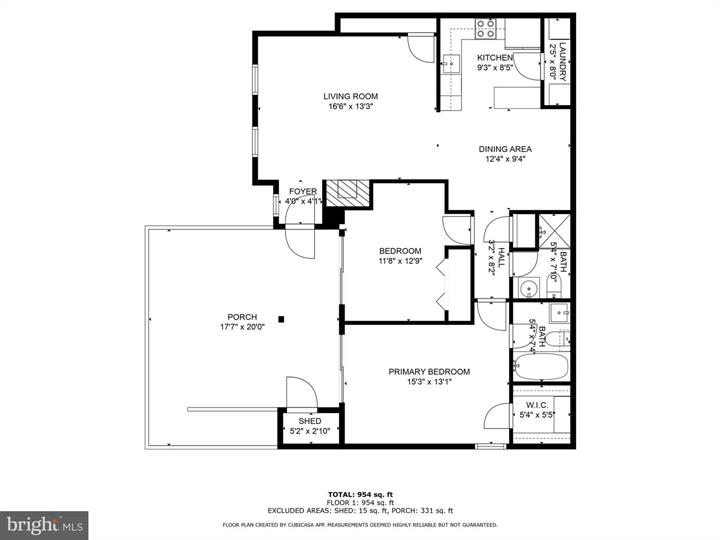 KITCHEN
9'3" x 8'5"
LAUNDRY
2'5" x 8'0"
LIVING ROOM
16'6" x 13'3"
DINING AREA
12'4" x 9'4"
FOYER
4'0" x 4'1"
BEDROOM
11'8" x 12'9"
HALL
3'2" x 8'2"
BATH
5'4" x 7'10"
PORCH
17'7" x 20'0"
BATH
5'4" x 7'4"
PRIMARY BEDROOM
15'3" x 13'1"
W.I.C.
5'4" x 5'5"
SHED
5'2" x 2'10"
TOTAL: 954 sq. ft
FLOOR 1: 954 sq. ft
EXCLUDED AREAS: SHED: 15 sq. ft, PORCH: 331 sq. ft
FLOOR PLAN CREATED BY CUBICASA APP. MEASUREMENTS DEEMED HIGHLY RELIABLE BUT NOT GUARANTEED.
bright MLS